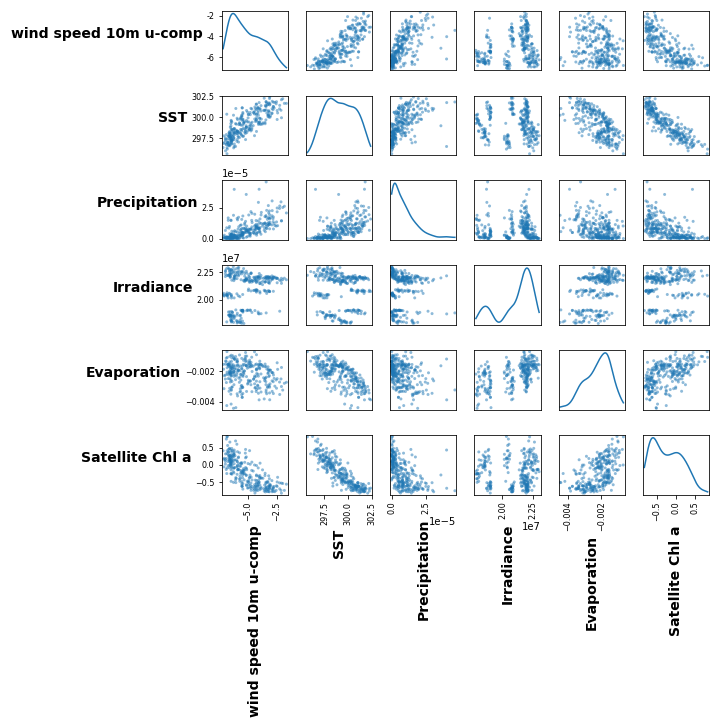 −2
−4
−6
wind speed 10m u-comp
302.5
300.0
297.5
SST
1e−5
2.5
0.0
Precipitation
1e7
2.25
2.00
Irradiance
−0.002
−0.004
Evaporation
0.5
0.0
−0.5
Satellite Chl a
−5.0 −2.5 297.5 300.0 302.5 0.0 2.5 2.00 2.25 −0.004 −0.002 −0.5 0.0 0.5
1e−5 1e7
wind speed 10m u-comp
SST
Precipitation
Irradiance
Evaporation
Satellite Chl a